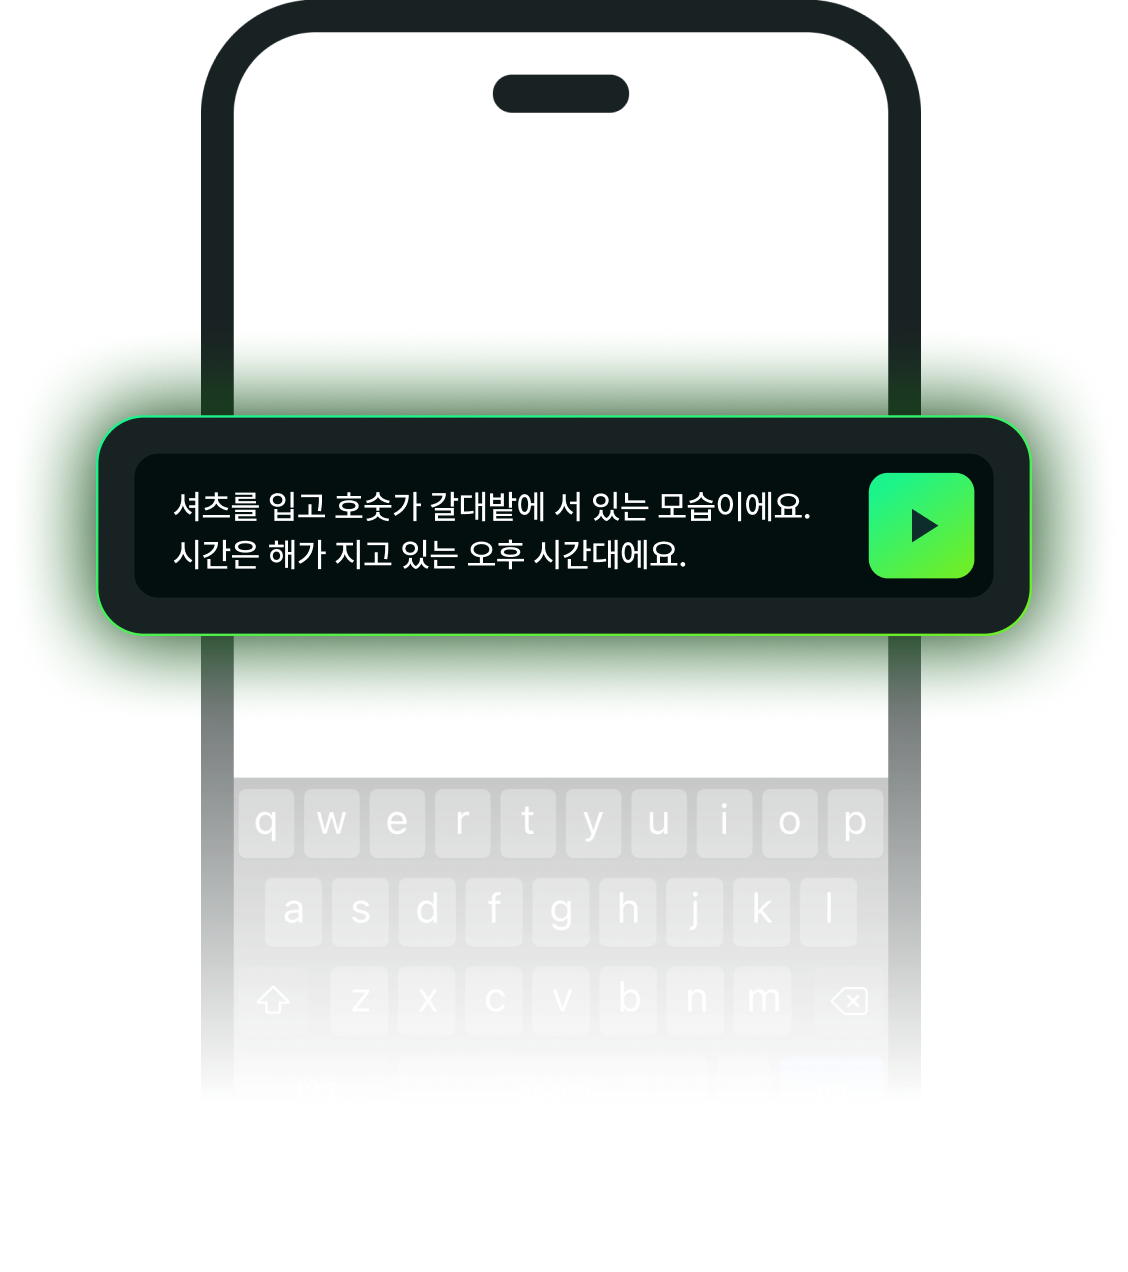 셔츠를 입고 호숫가 갈대밭에 서 있는 모습이에요.
시간은 해가 지고 있는 오후 시간대에요.
q w e r t y u i o p
a s d f g h j k l
z x c v b n m